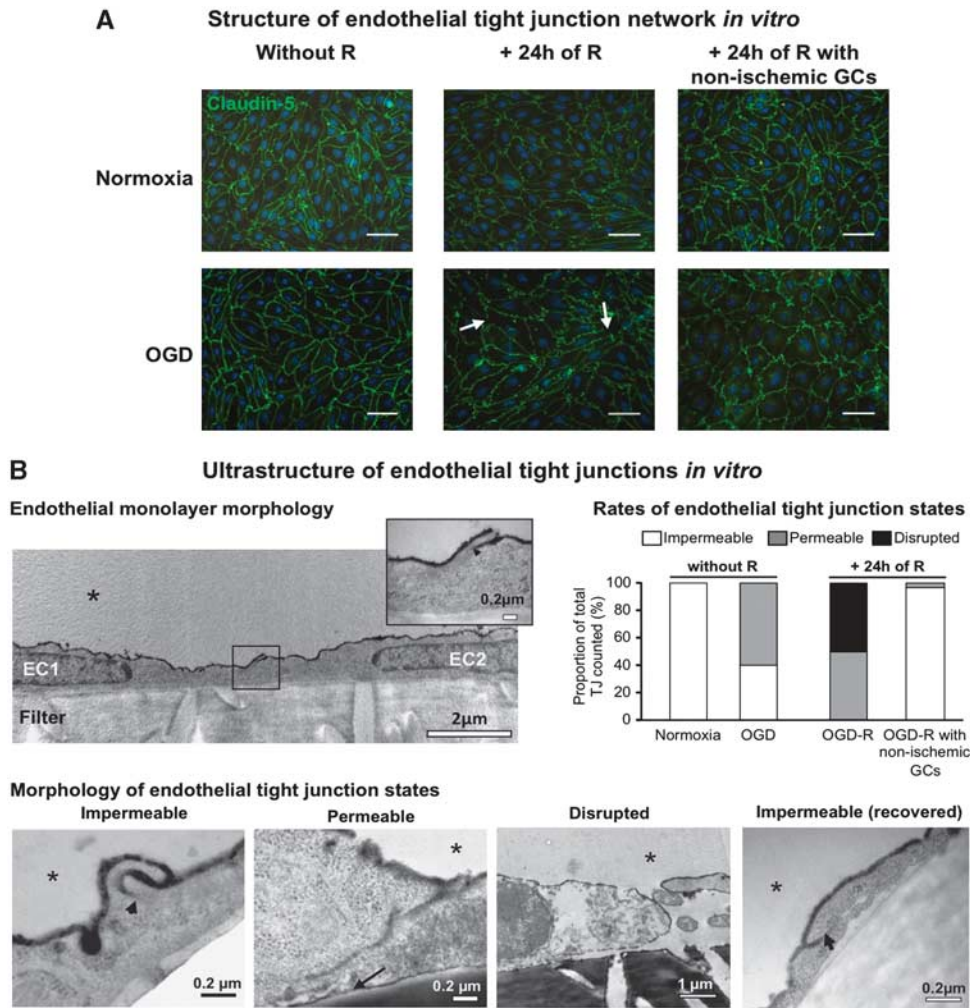 A
Structure of endothelial tight junction network in vitro
Without R
+ 24h of R
+ 24h of R with
non-ischemic GCs
Claudin-5
Normoxia
OGD
B
Ultrastructure of endothelial tight junctions in vitro
Endothelial monolayer morphology
*
0,2µm
EC1
EC2
Filter
2µm
Rates of endothelial tight junction states
Impermeable
Permeable
Disrupted
without R
+ 24h of R
Proportion of total
TJ counted (%)
100
80
60
40
20
0
Normoxia
OGD
OGD-R
OGD-R with
non-ischemic
GCs
Morphology of endothelial tight junction states
Impermeable
Permeable
Disrupted
Impermeable (recovered)
*
*
*
*
0.2 µm
0.2 µm
1 µm
0.2µm